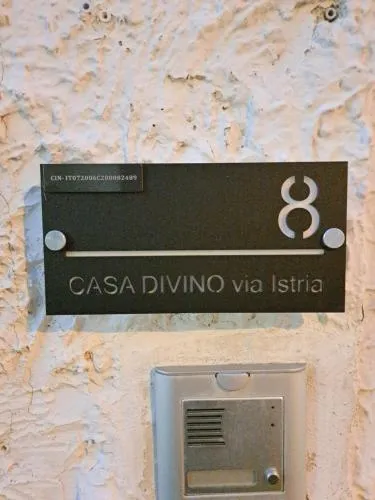 CIN-IT072006C200082489
8
CASA DIVINO via Istria